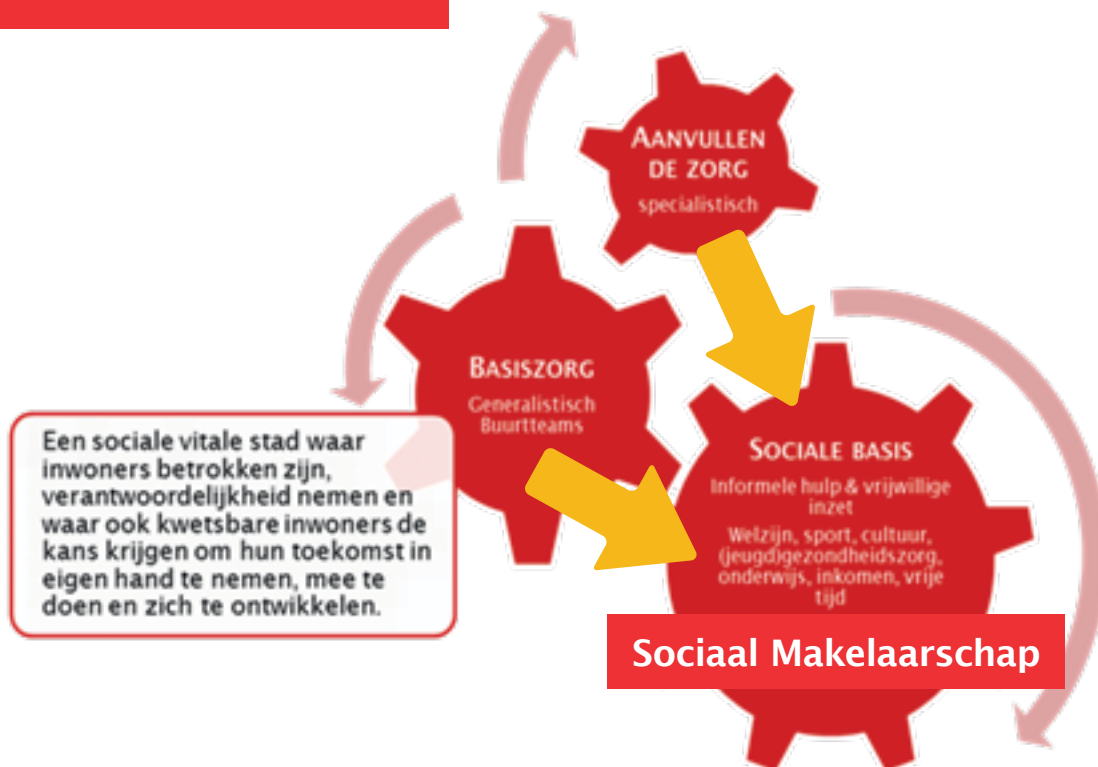 AANVULLEN
DE ZORG
specialistisch
BASISZORG
Generalistisch
Buurtteams
Een sociale vitale stad waar
inwoners betrokken zijn,
verantwoordelijkheid nemen en
waar ook kwetsbare inwoners de
kans krijgen om hun toekomst in
eigen hand te nemen, mee te
doen en zich te ontwikkelen.
SOCIALE BASIS
Informele hulp & vrijwillige
inzet
Welzijn, sport, cultuur,
(jeugd)gezondheidszorg,
onderwijs, inkomen, vrije
tijd
Sociaal Makelaarschap